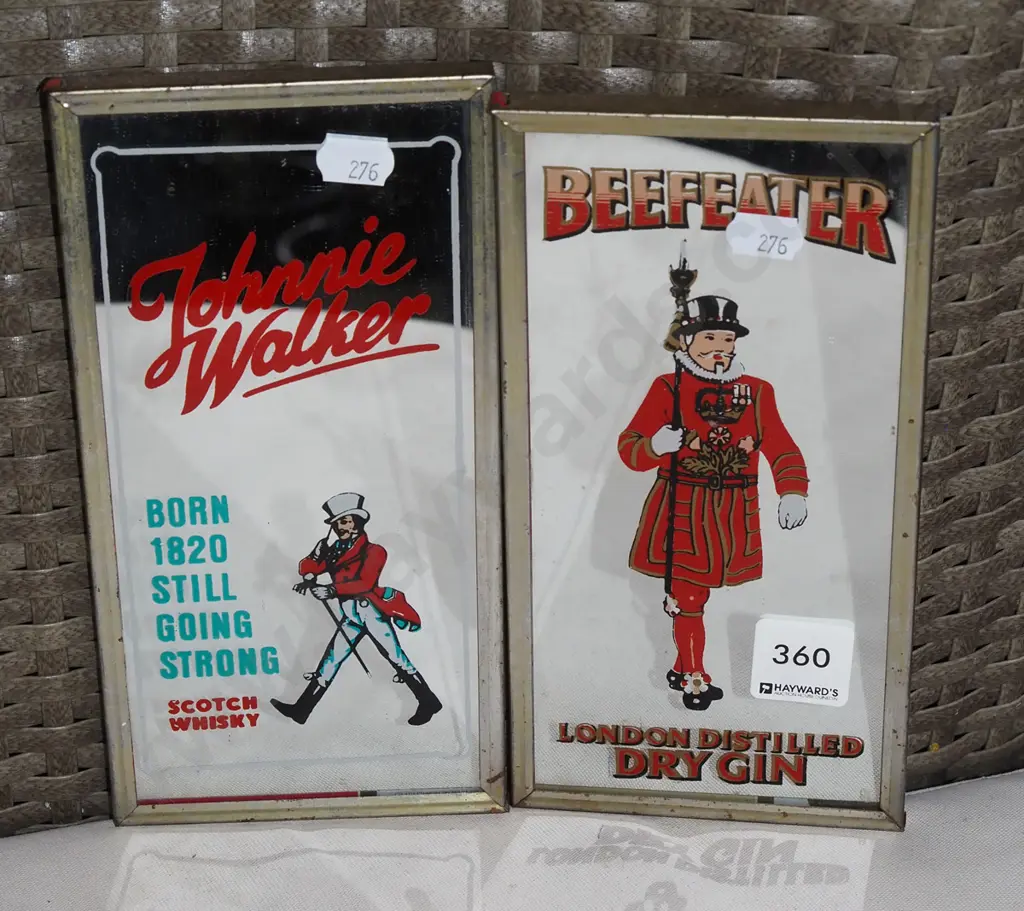 276
Johnnie
Walker
BORN
1820
STILL
GOING
STRONG
SCOTCH
WHISKY
BEEFEATER
276
360
HAYWARD'S
LONDON DISTILLED
DRY GIN